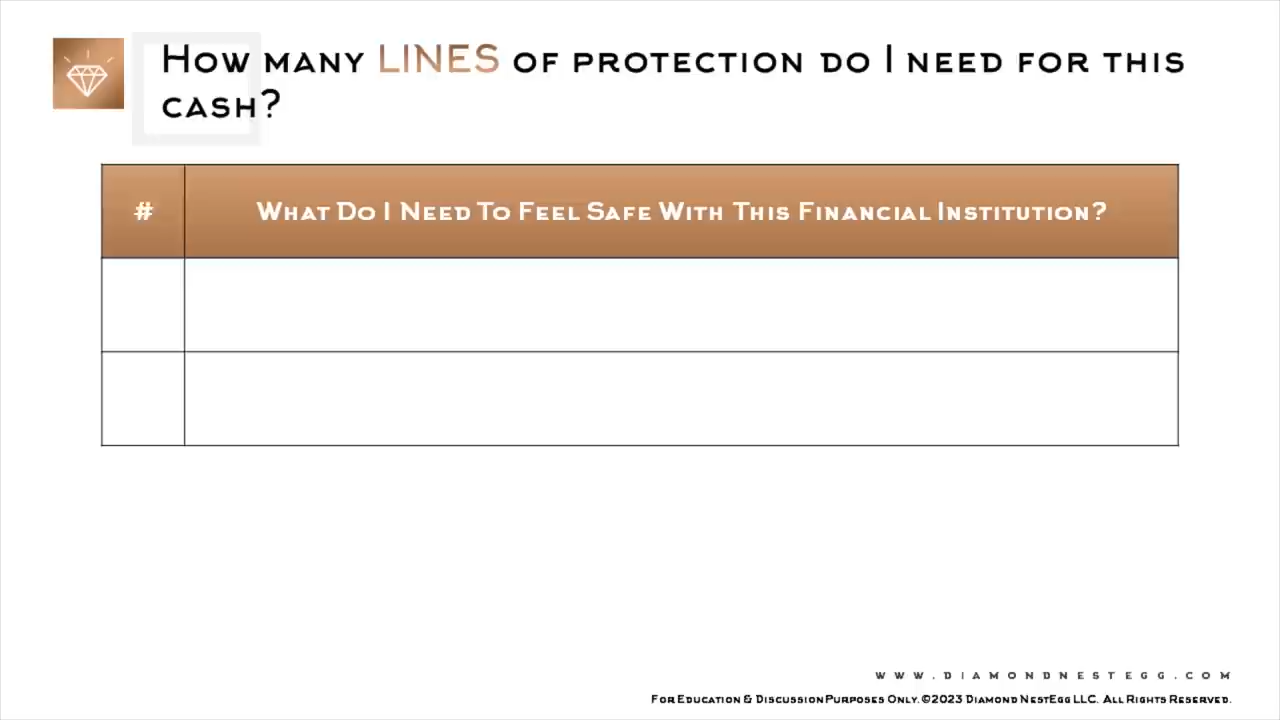 How many LINES of protection do I need for this
cash?
# What Do I Need To Feel Safe With This Financial Institution?
www.diamondnestegg.com
For Education & Discussion Purposes Only. ©2023 Diamond NestEgg LLC. All Rights Reserved.